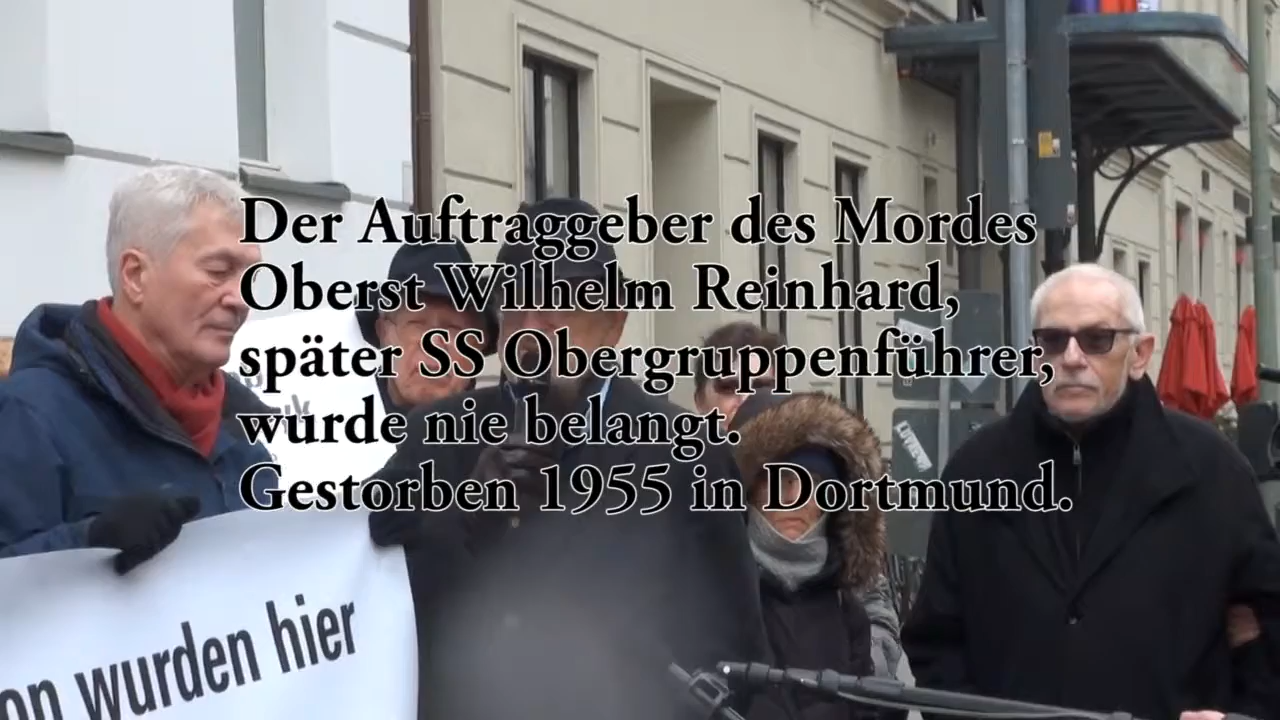 Der Auftraggeber des Mordes
Oberst Wilhelm Reinhard,
später SS Obergruppenführer,
wurde nie belangt.
Gestorben 1955 in Dortmund.
wurden hier